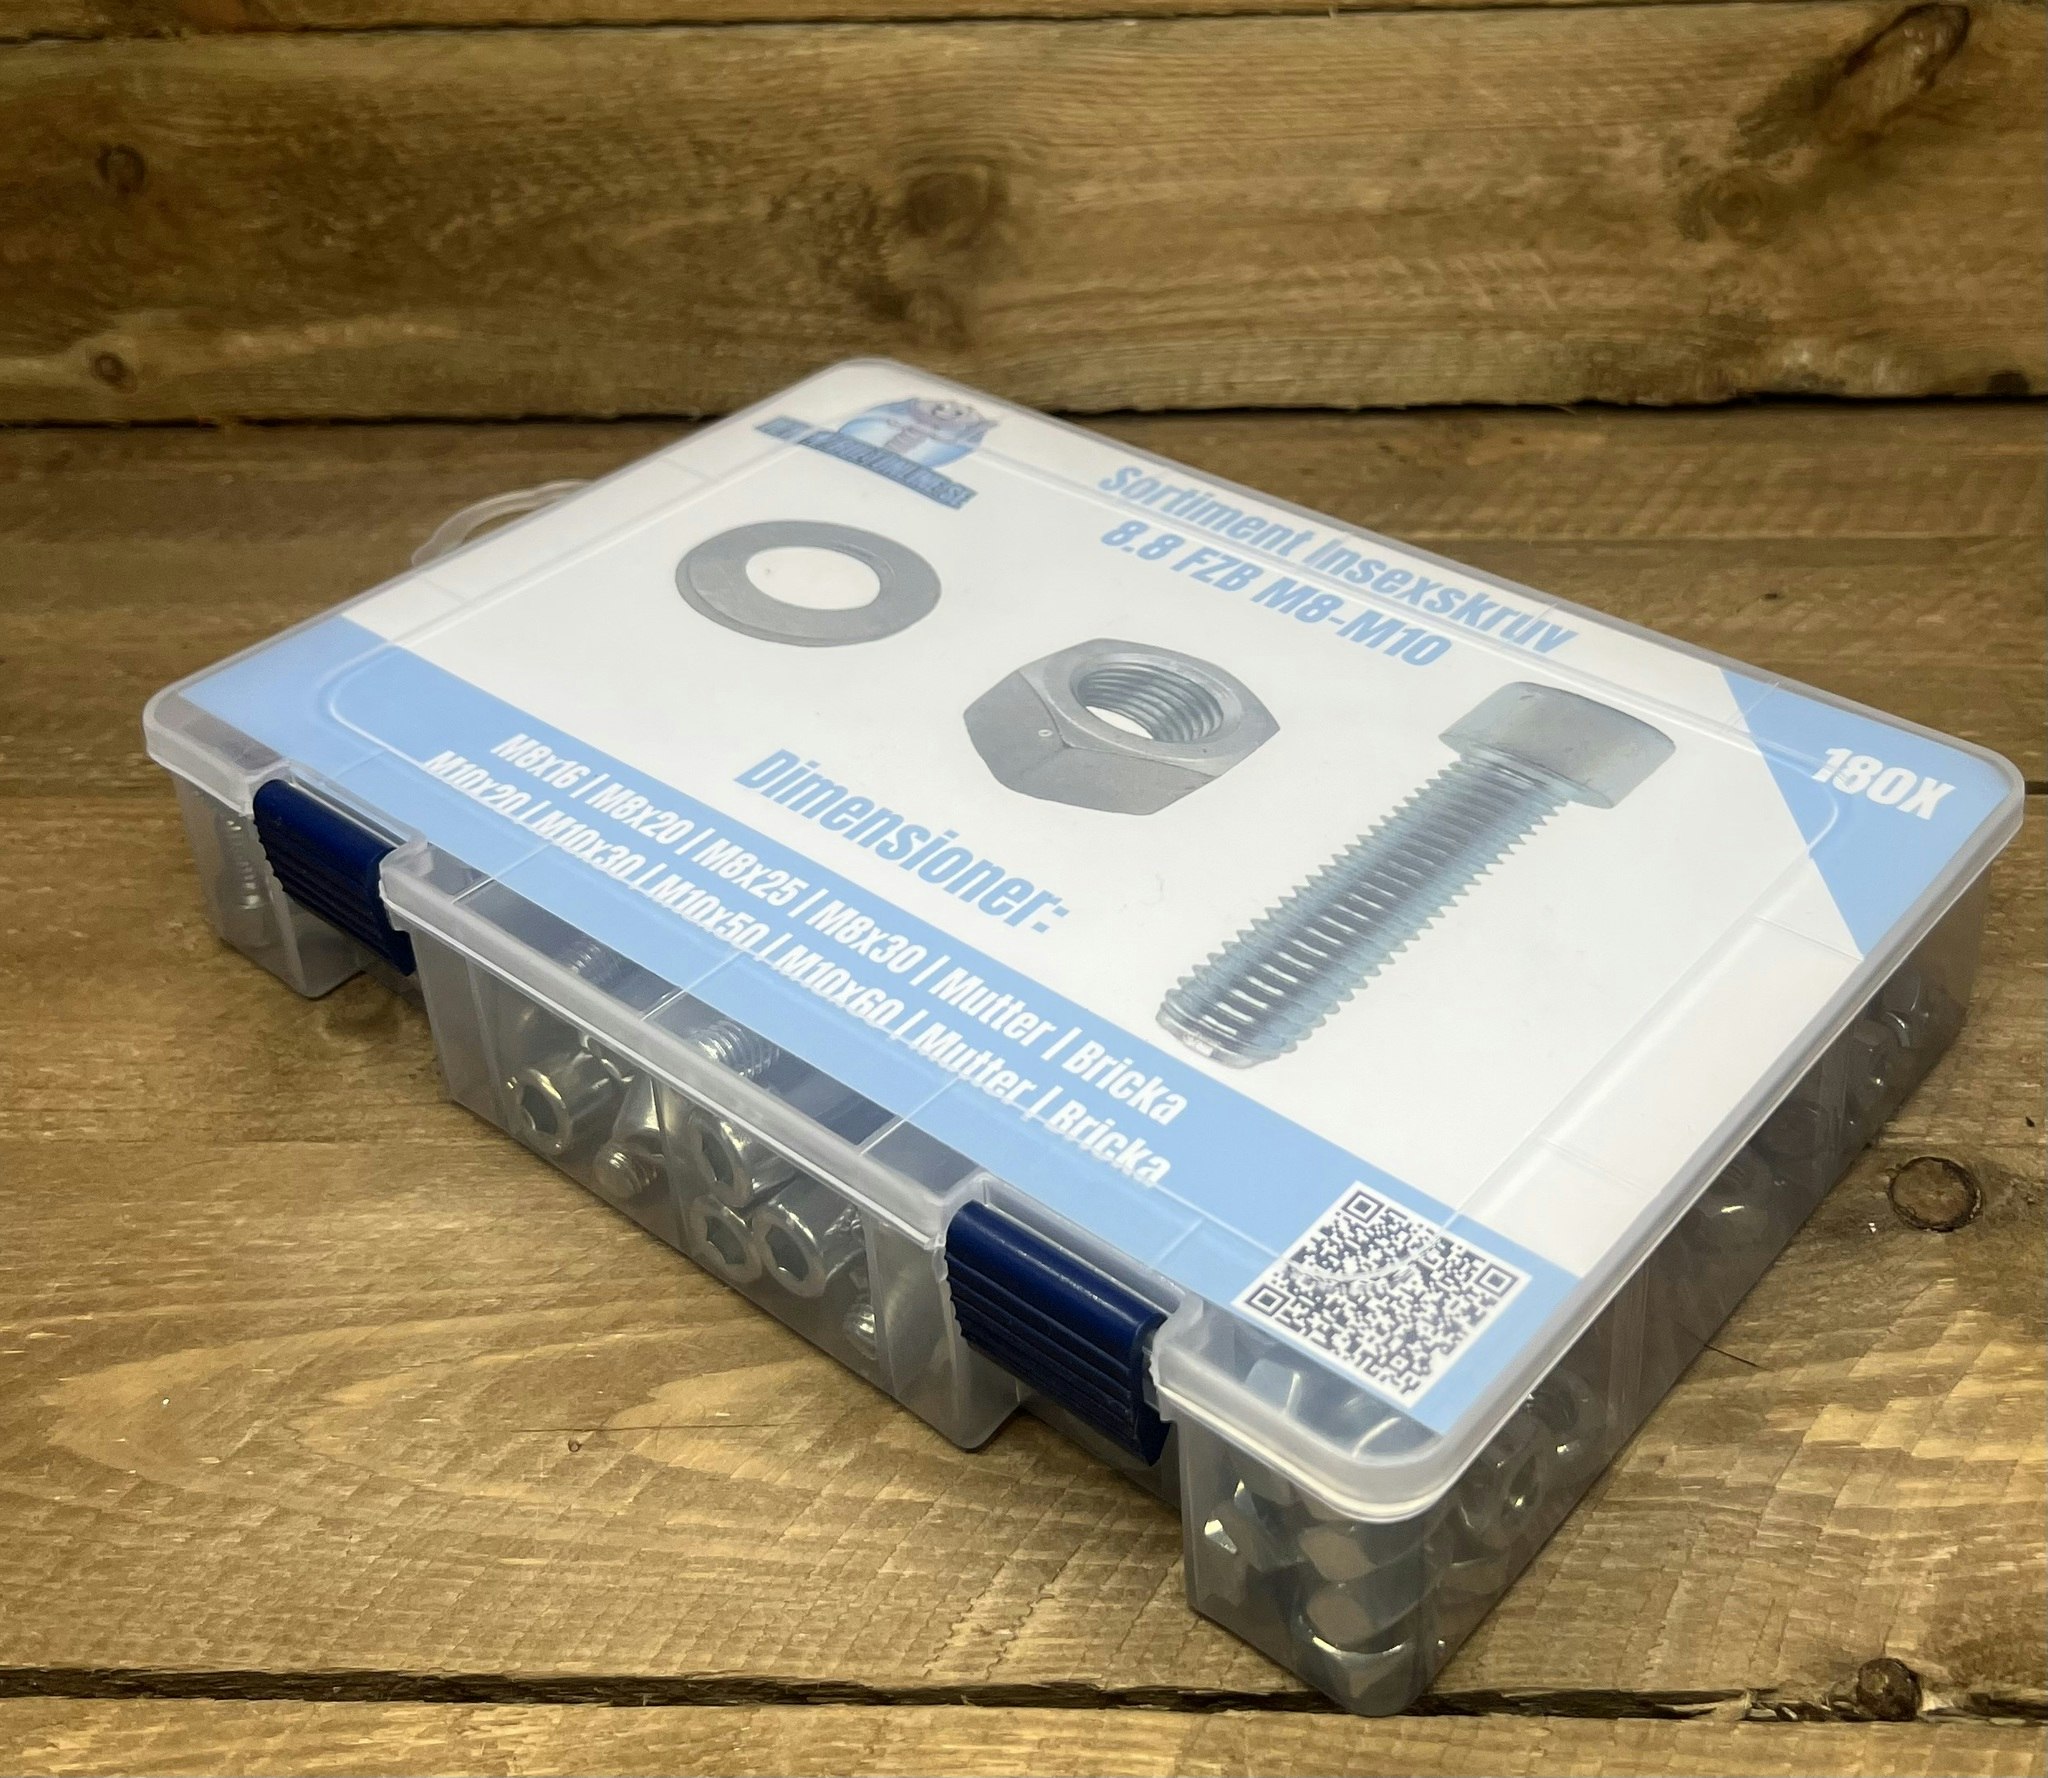 Sortiment Insexskruv
8.8 FZB M8-M10
180X
Dimensioner:
M8x16 | M8x20 | M8x25 | M8x30 | Mutter | Bricka
M10x20 | M10x30 | M10x50 | M10x60 | Mutter | Bricka